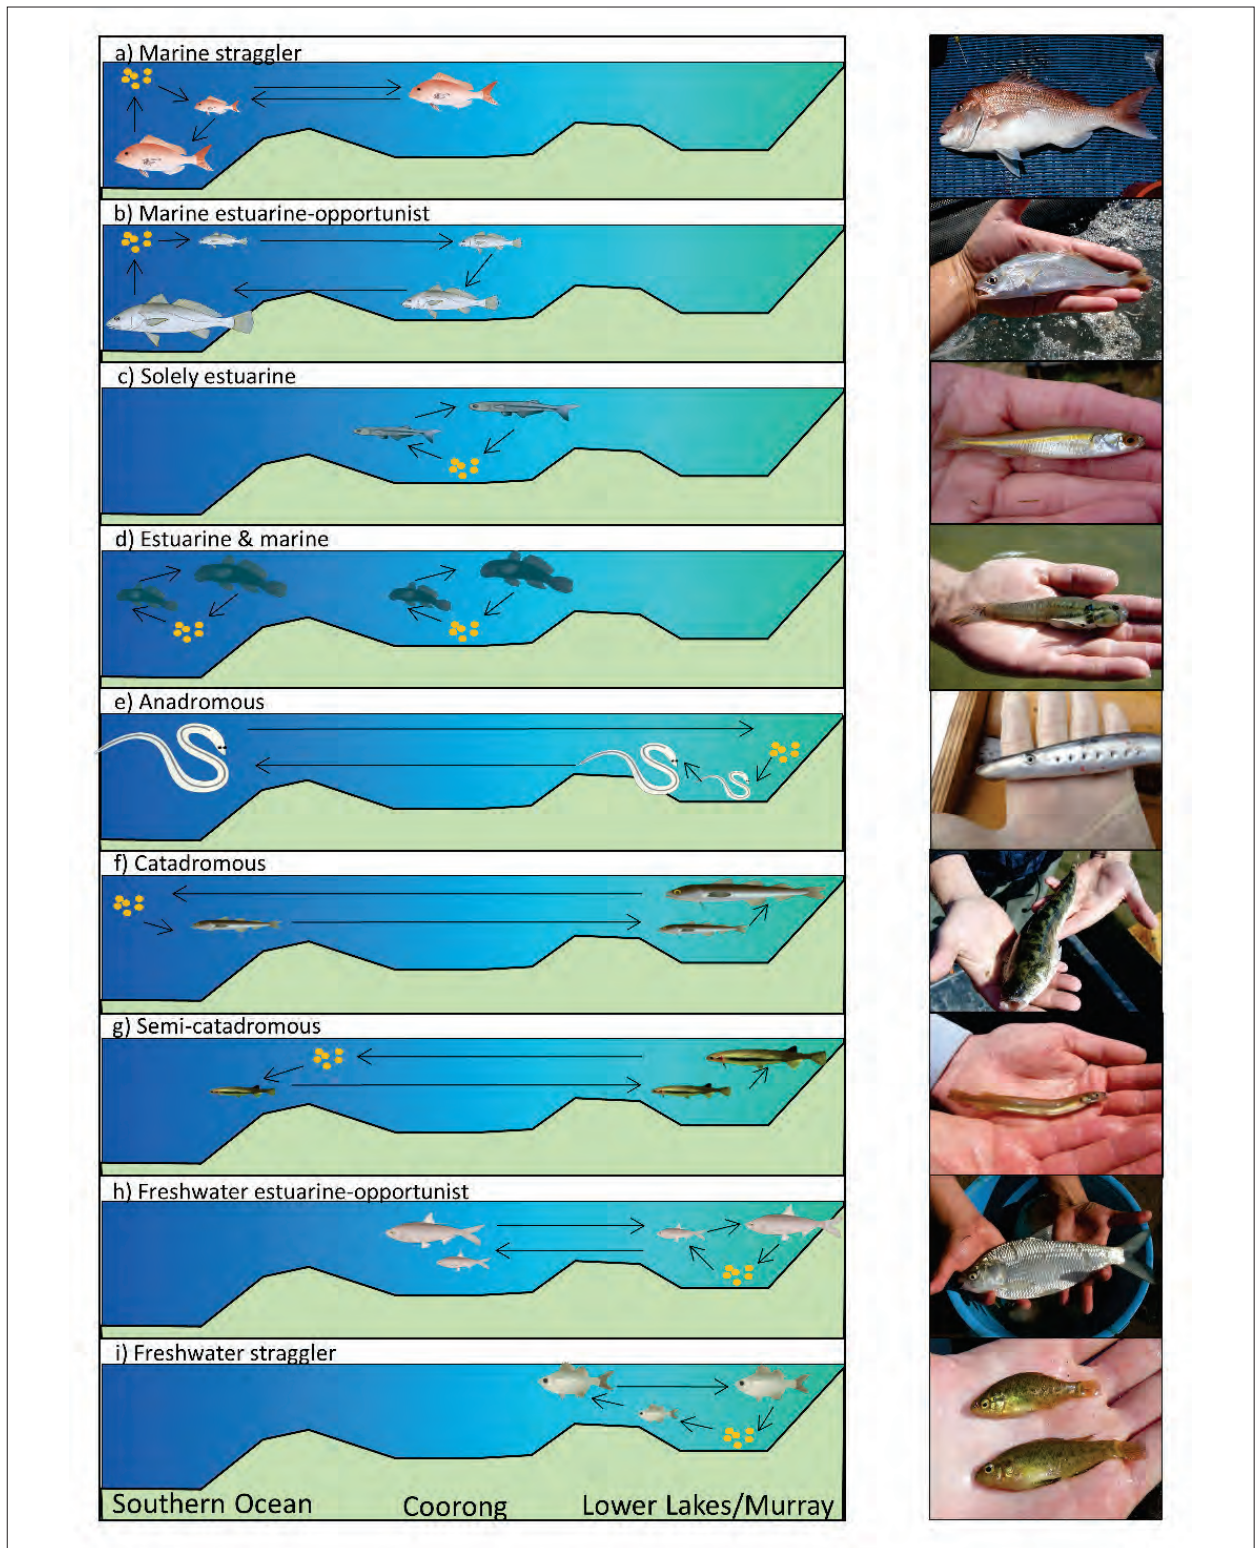 a) Marine straggler
b) Marine estuarine-opportunist
c) Solely estuarine
d) Estuarine & marine
e) Anadromous
f) Catadromous
g) Semi-catadromous
h) Freshwater estuarine-opportunist
i) Freshwater straggler
Southern Ocean
Coorong
Lower Lakes/Murray